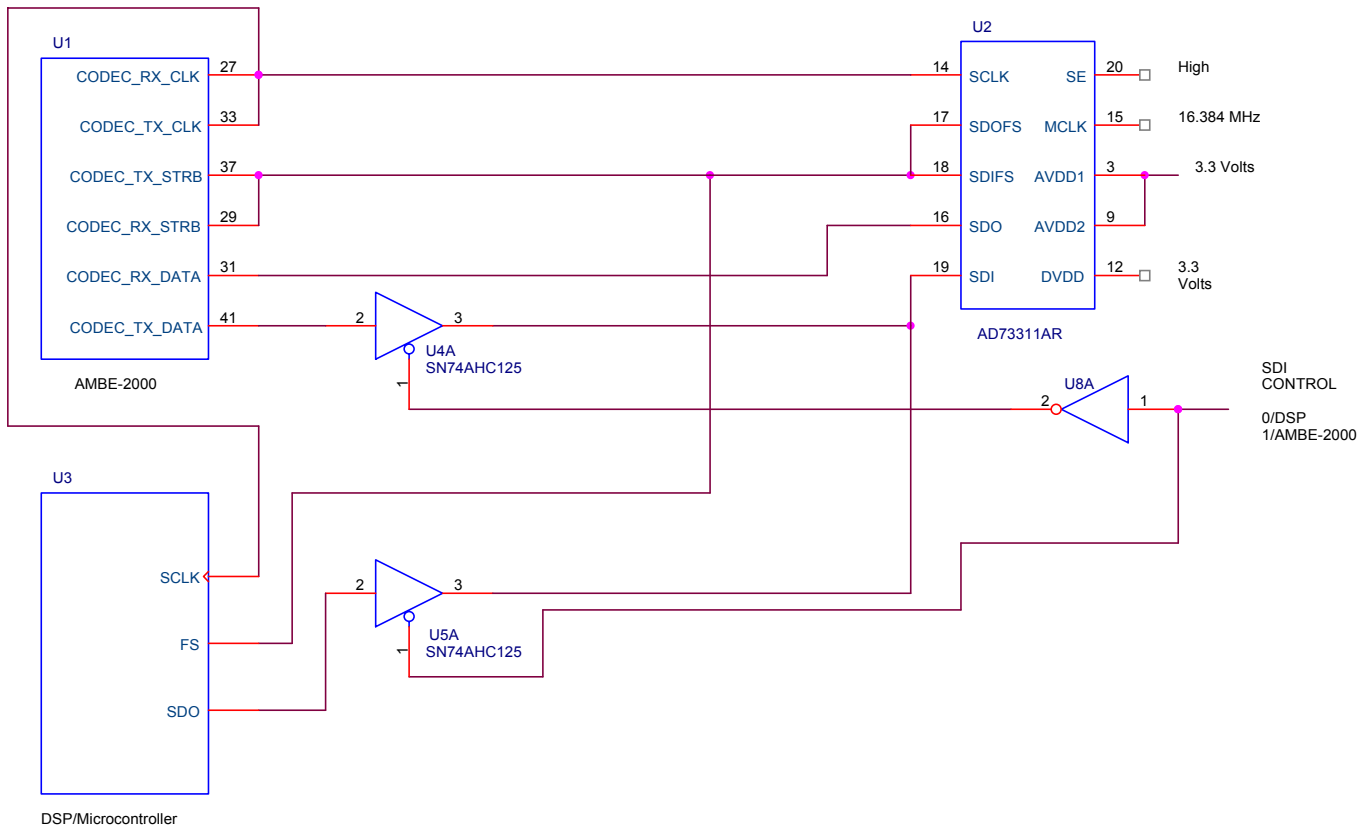 U1
CODEC_RX_CLK 27
CODEC_TX_CLK 33
CODEC_TX_STRB 37
CODEC_RX_STRB 29
CODEC_RX_DATA 31
CODEC_TX_DATA 41
AMBE-2000
U2
14 SCLK SE 20 High
17 SDOFS MCLK 15 16.384 MHz
18 SDIFS AVDD1 3 3.3 Volts
16 SDO AVDD2 9
19 SDI DVDD 12 3.3
Volts
AD73311AR
2 3
1
U4A
SN74AHC125
U8A
2 1
SDI
CONTROL
0/DSP
1/AMBE-2000
U3
SCLK
FS
SDO
DSP/Microcontroller
2 3
1
U5A
SN74AHC125